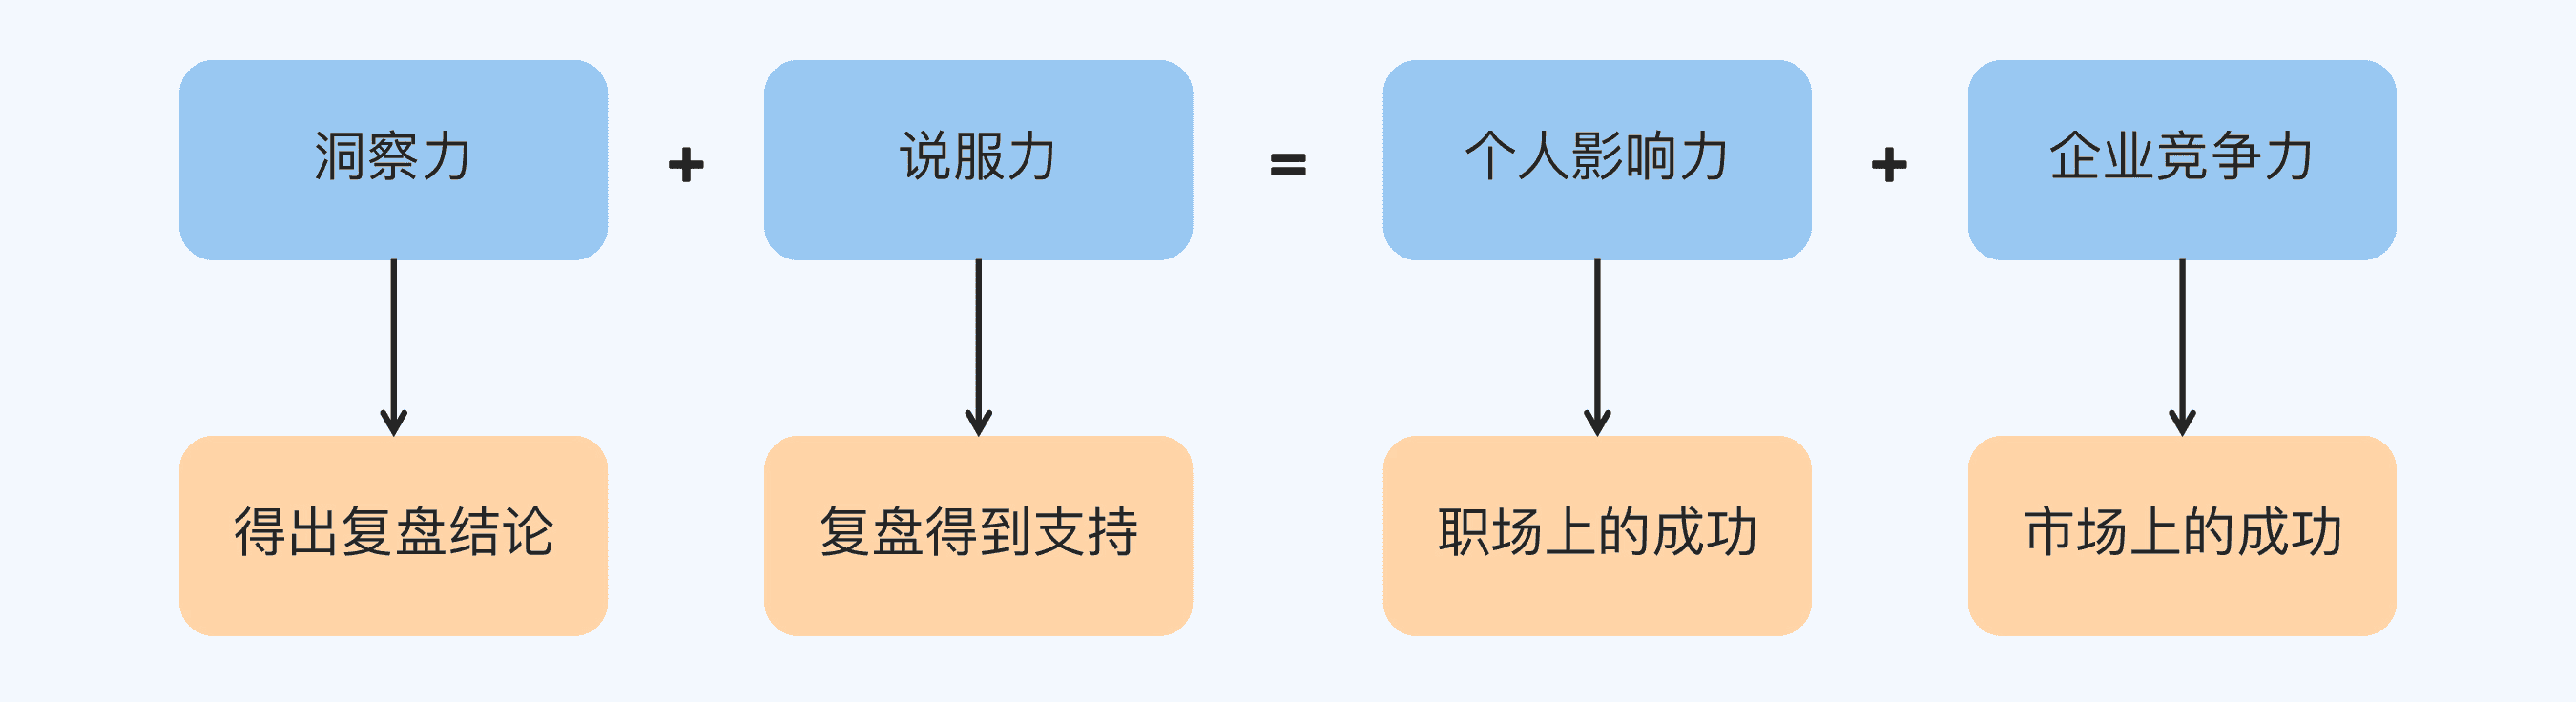 洞察力 + 说服力 = 个人影响力 + 企业竞争力
得出复盘结论 复盘得到支持 职场上的成功 市场上的成功